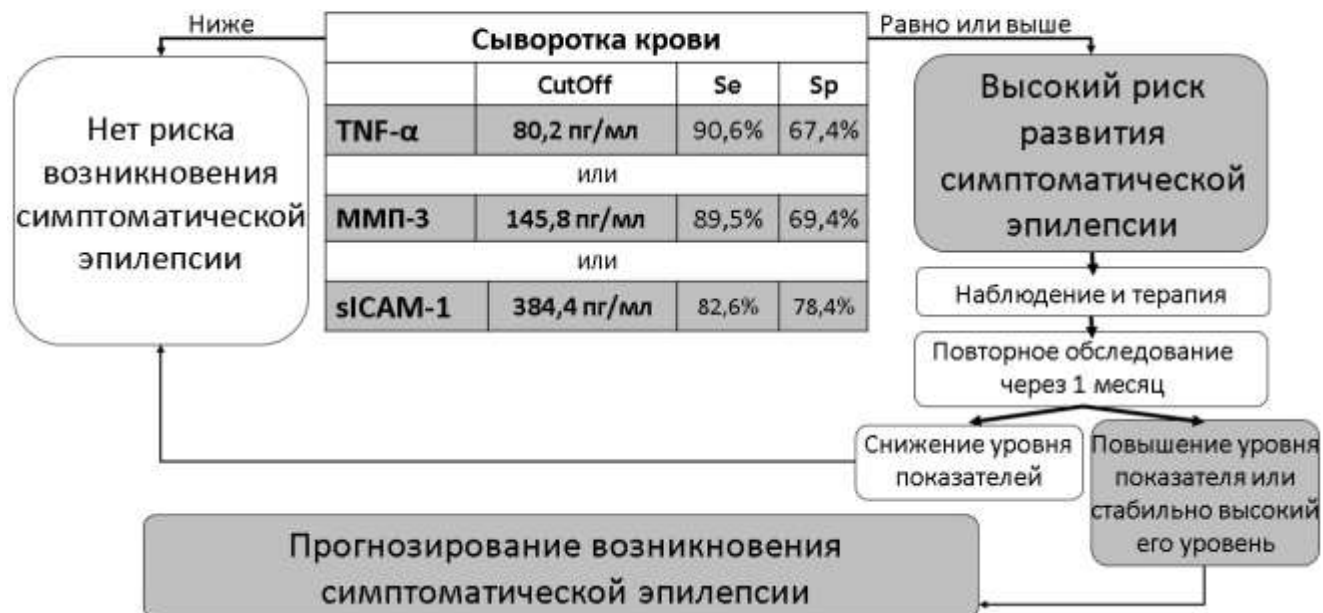 Ниже
Сыворотка крови
Равно или выше
CutOff Se Sp
TNF-α 80,2 пг/мл 90,6% 67,4%
или
ММП-3 145,8 пг/мл 89,5% 69,4%
или
sICAM-1 384,4 пг/мл 82,6% 78,4%
Нет риска
возникновения
симптоматической
эпилепсии
Высокий риск
развития
симптоматической
эпилепсии
Наблюдение и терапия
Повторное обследование
через 1 месяц
Снижение уровня
показателей
Повышение уровня
показателя или
стабильно высокий
его уровень
Прогнозирование возникновения
симптоматической эпилепсии